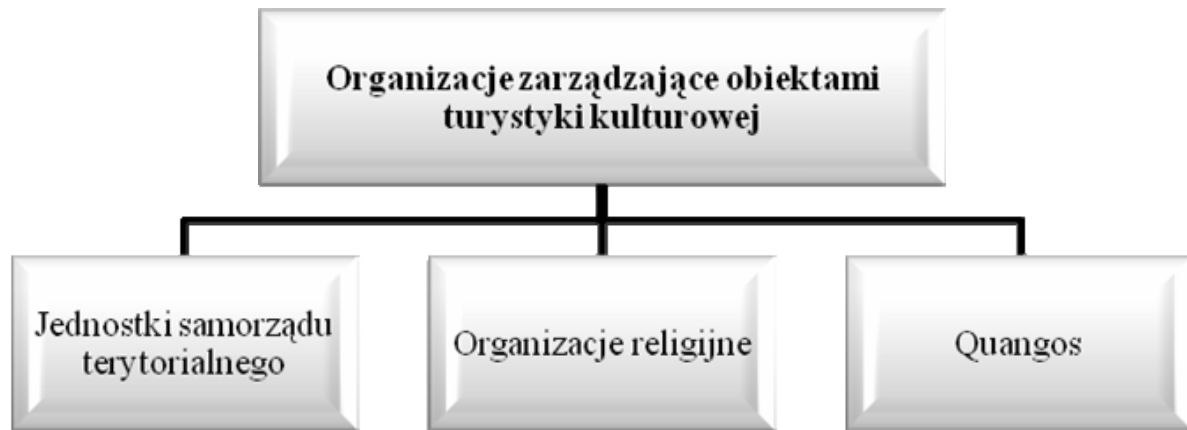 Organizacje zarządzające obiektami
turystyki kulturowej
Jednostki samorządu
terytorialnego
Organizacje religijne
Quangos